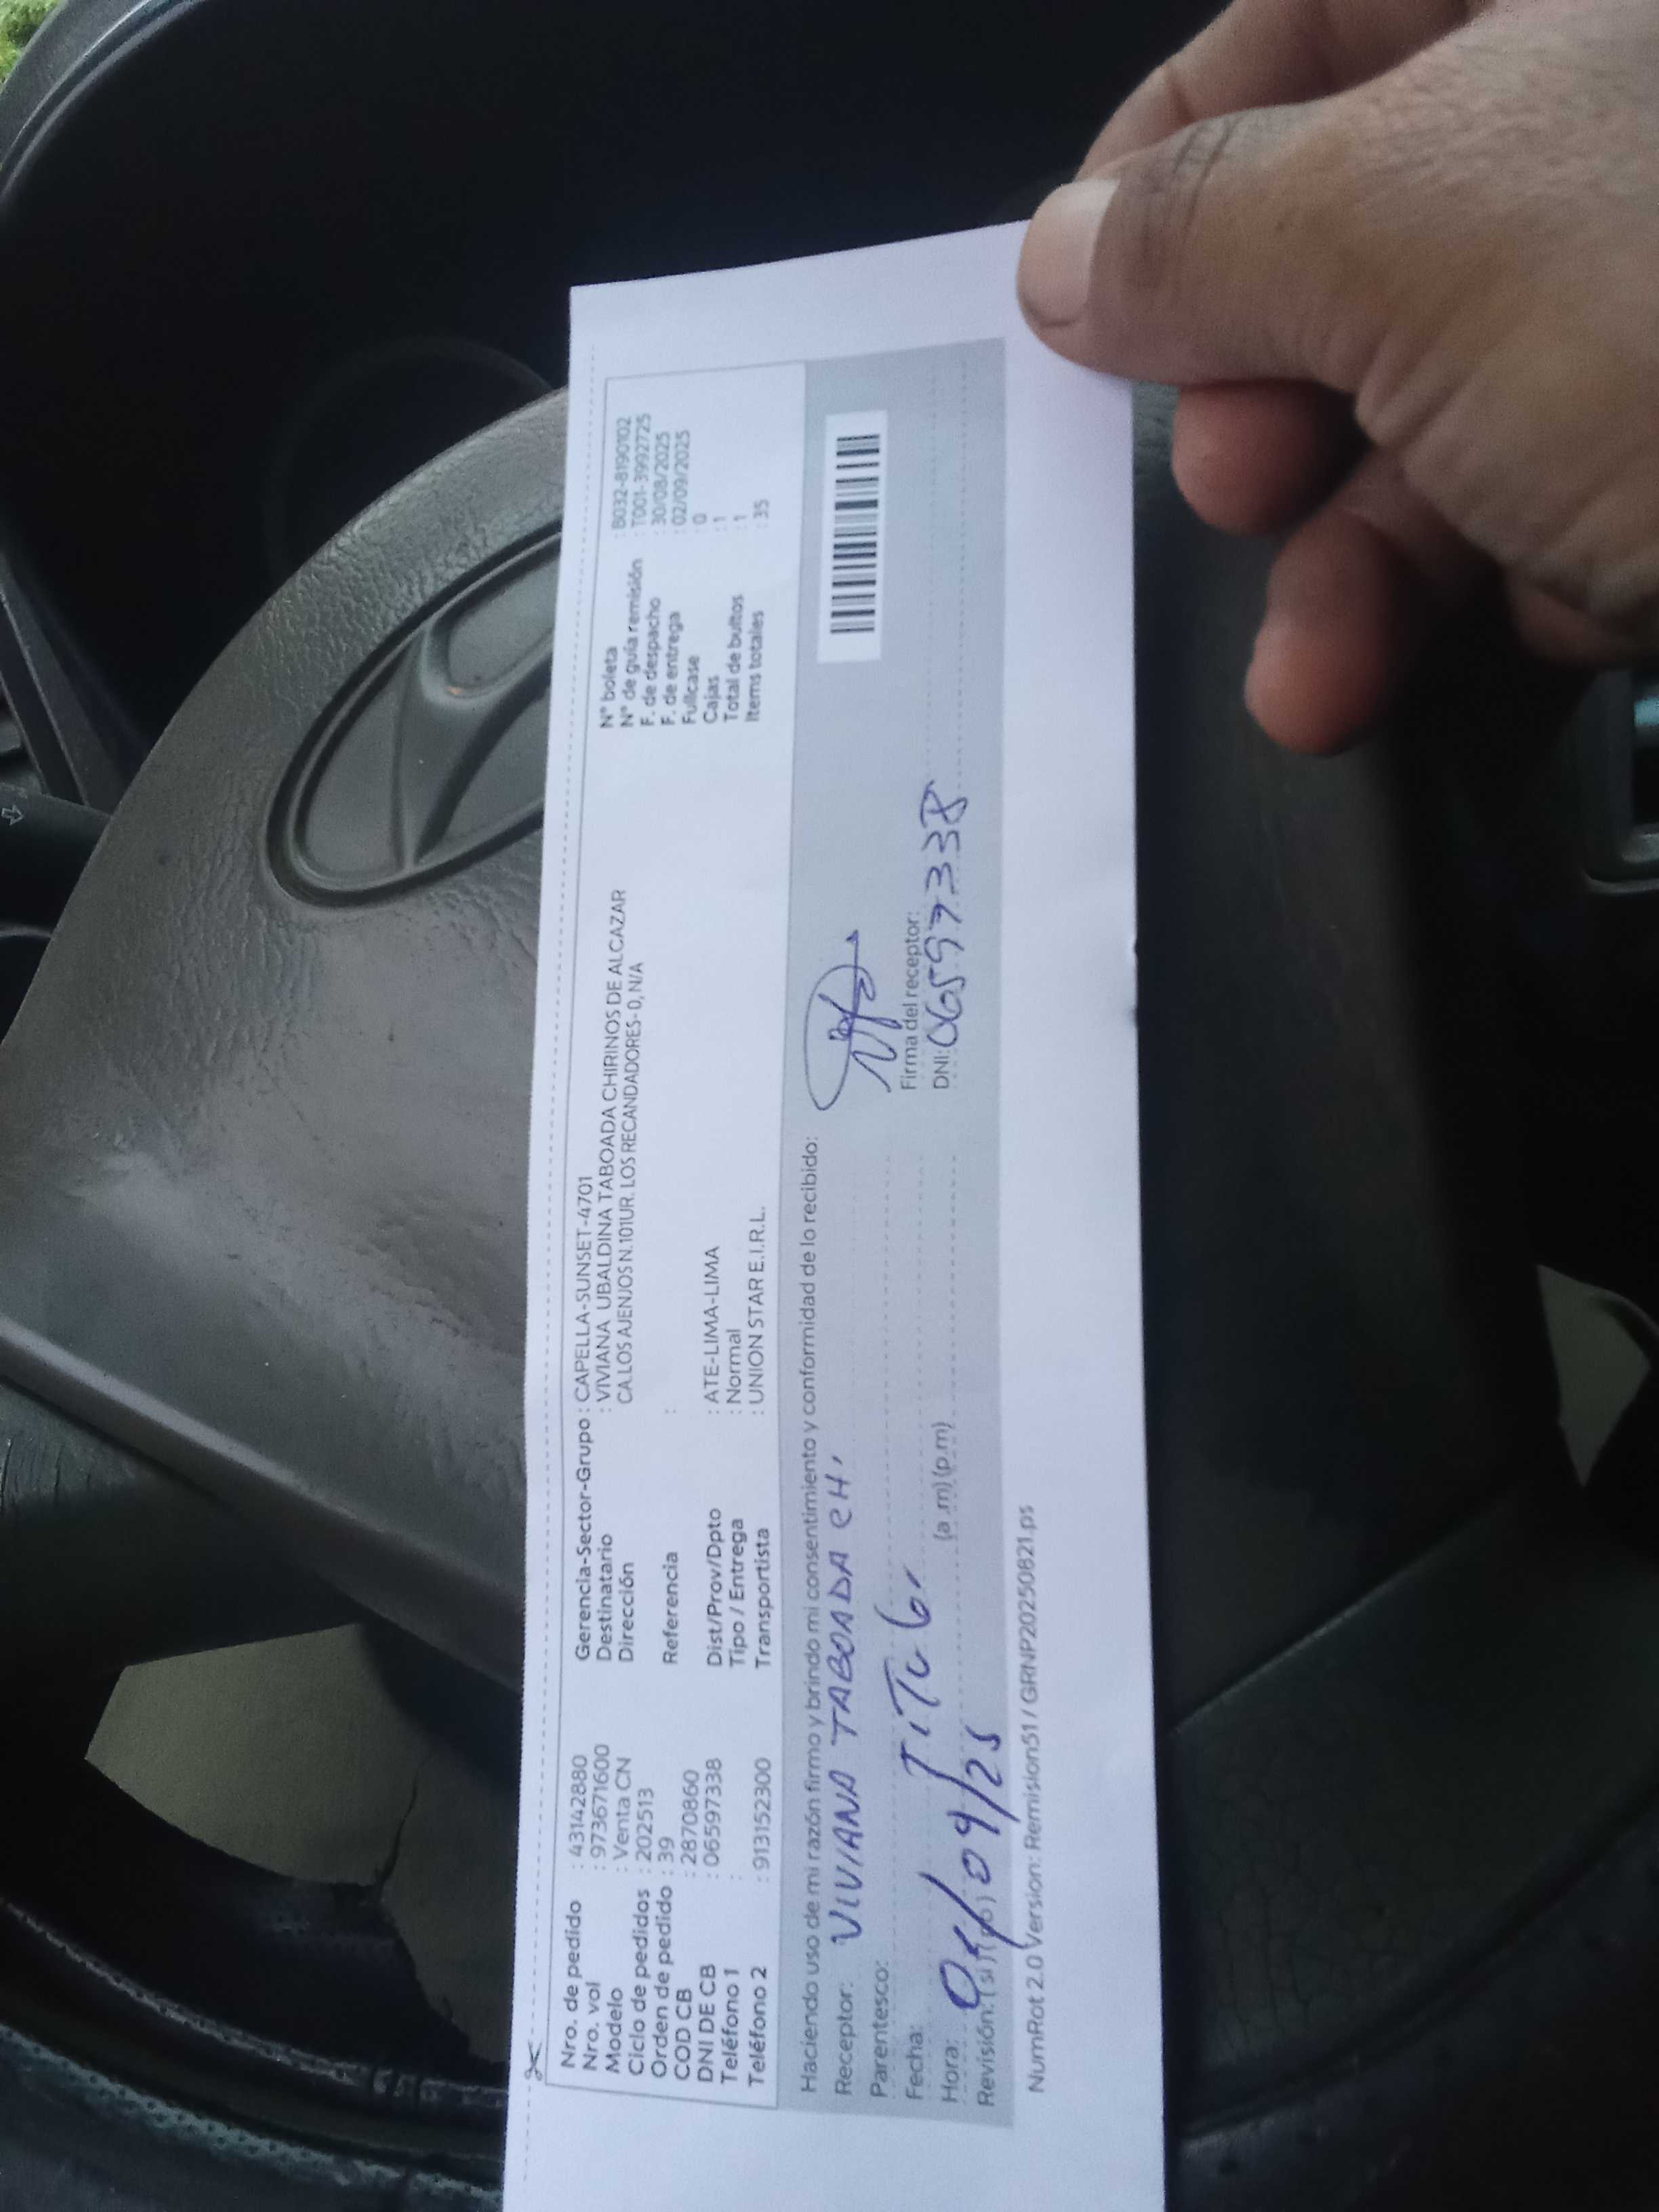 Nro. de pedido : 43142880
Nro. vol : 973671600
Modelo : Venta CN
Ciclo de pedidos : 202513
Orden de pedido : 39
COD CB : 2870860
DNI DE CB : 06597338
Teléfono 1 :
Teléfono 2 : 913152300
Gerencia-Sector-Grupo : CAPELLA-SUNSET-4701
Destinatario : VIVIANA UBALDINA TABOADA CHIRINOS DE ALCAZAR
Dirección CA.LOS AJENJOS N.101UR. LOS RECANDADORES- 0, N/A
Referencia :
Dist/Prov/Dpto : ATE-LIMA-LIMA
Tipo / Entrega : Normal
Transportista : UNION STAR E.I.R.L.
N° boleta : B032-8190102
N° de guía remisión : T001-3992725
F. de despacho : 30/08/2025
F. de entrega : 02/09/2025
Fullcase : 0
Cajas : 1
Total de bultos : 1
Items totales : 35
Haciendo uso de mi razón firmo y brindo mi consentimiento y conformidad de lo recibido:
Receptor: VIVIANA TABOADA CH.
Parentesco:
Fecha:
Hora: /09/25 (a.m) (p.m)
Revisión: (si) (no)
Firma del receptor:
DNI: 06597338
NumRot 2.0 Version: Remision51 / GRNP20250821.ps